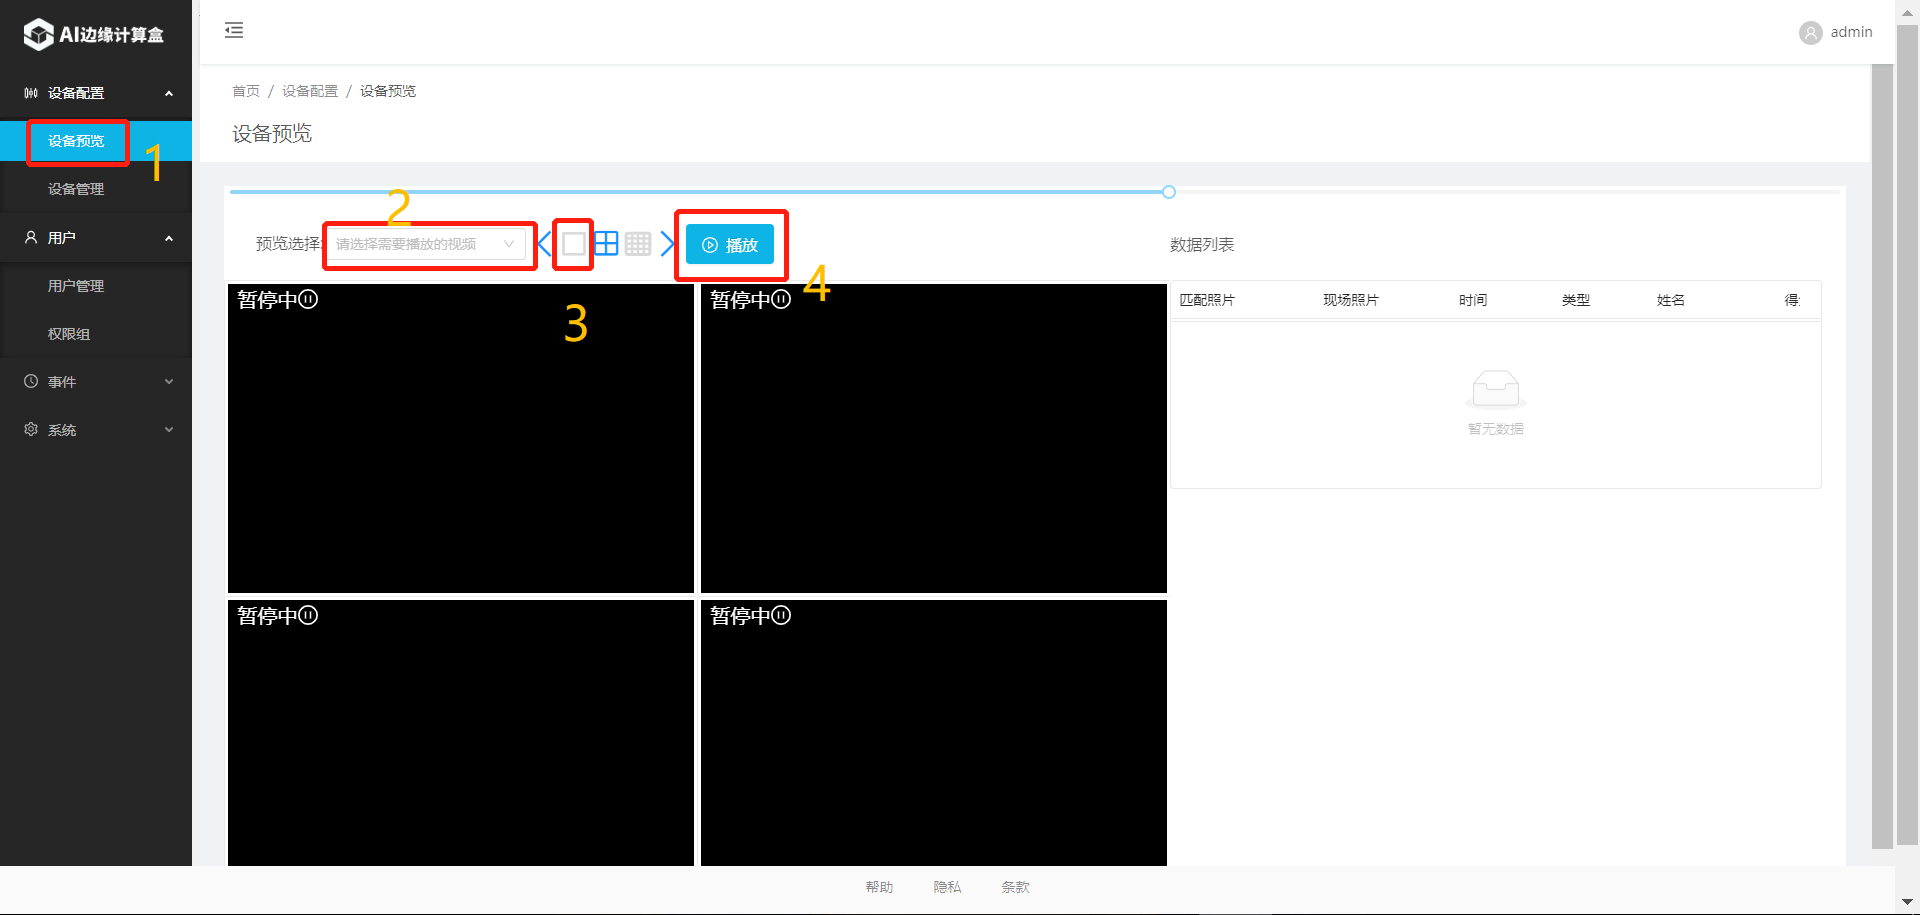 AI边缘计算盒
admin
设备配置
设备预览
1
设备管理
用户
用户管理
权限组
事件
系统
首页 / 设备配置 / 设备预览
设备预览
2
预览选择:
请选择需要播放的视频
播放
3
4
暂停中
暂停中
暂停中
暂停中
数据列表
匹配照片 现场照片 时间 类型 姓名 得
暂无数据
帮助 隐私 条款